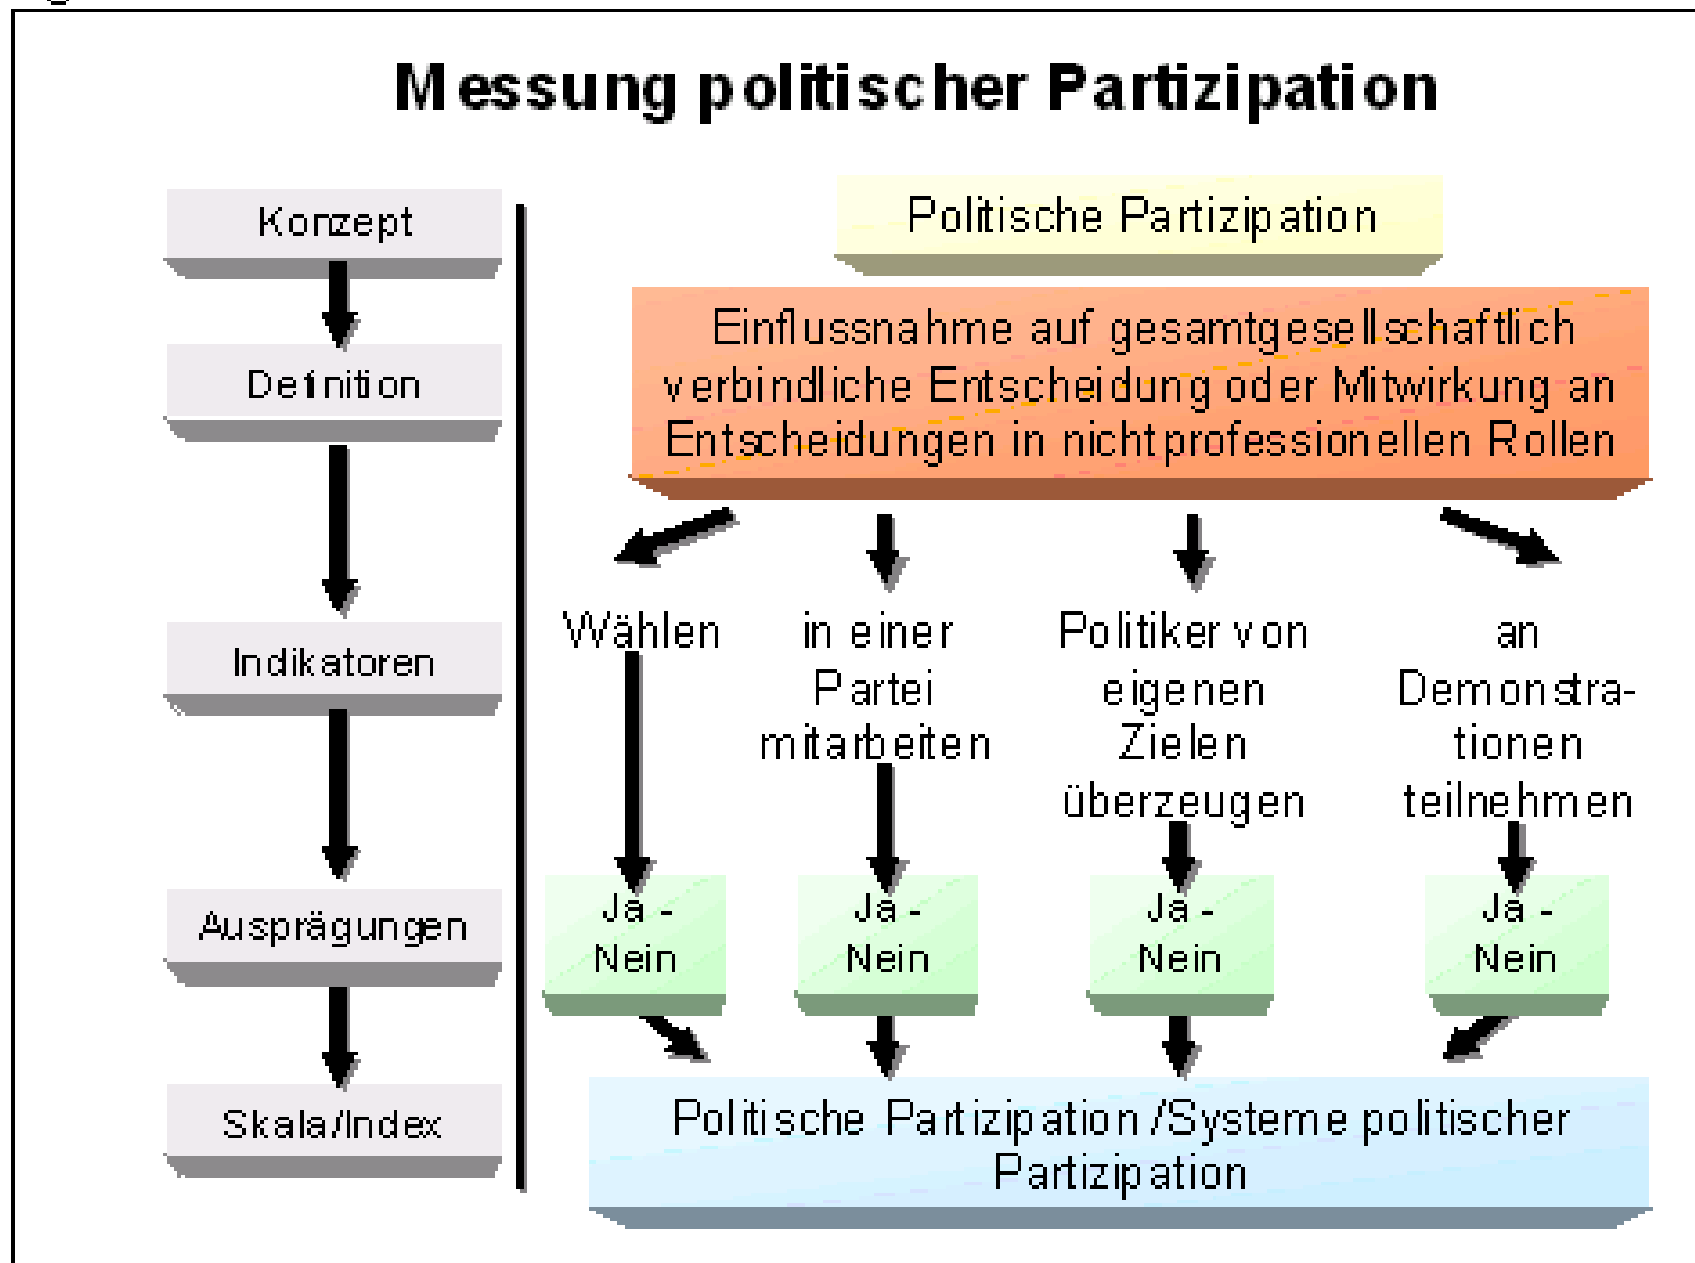 Messung politischer Partizipation
Konzept
Definition
Indikatoren
Ausprägungen
Skala/Index
Politische Partizipation
Einflussnahme auf gesamtgesellschaftlich
verbindliche Entscheidung oder Mitwirkung an
Entscheidungen in nichtprofessionellen Rollen
Wählen
in einer
Partei
mitarbeiten
Politiker von
eigenen
Zielen
überzeugen
an
Demonstra-
tionen
teilnehmen
Ja -
Nein
Ja -
Nein
Ja -
Nein
Ja -
Nein
Politische Partizipation /Systeme politischer
Partizipation